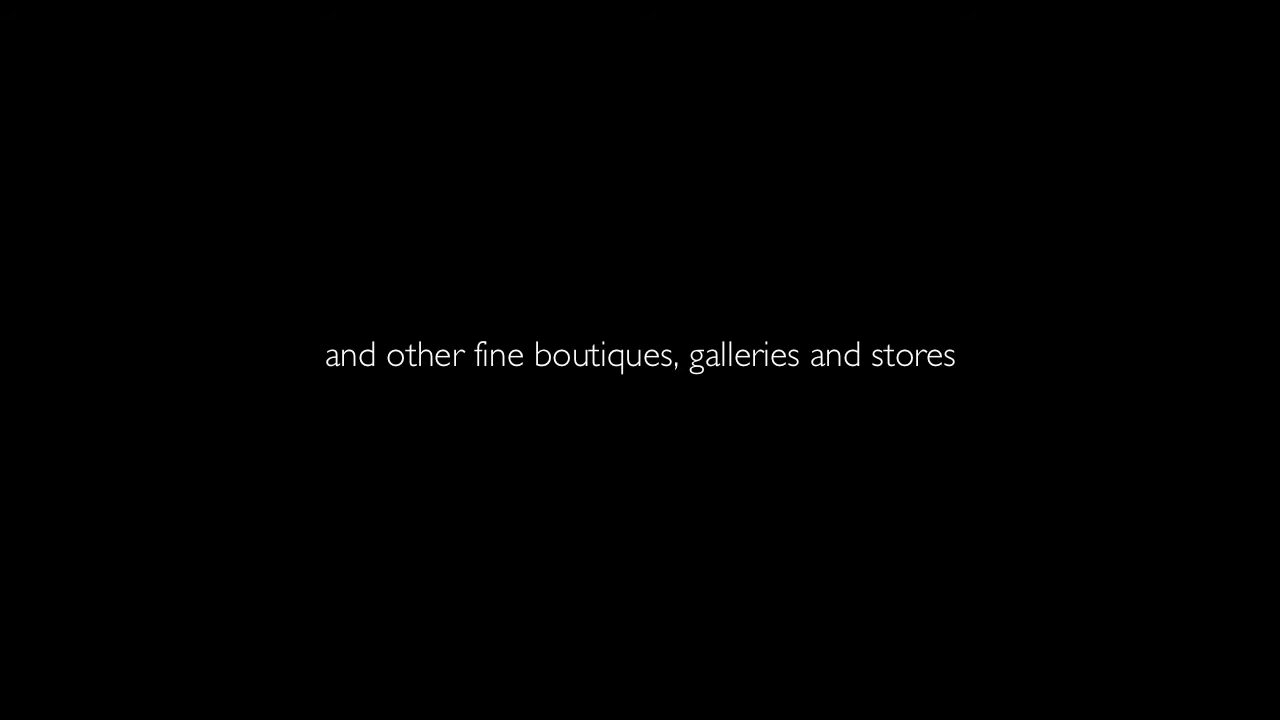 and other fine boutiques, galleries and stores